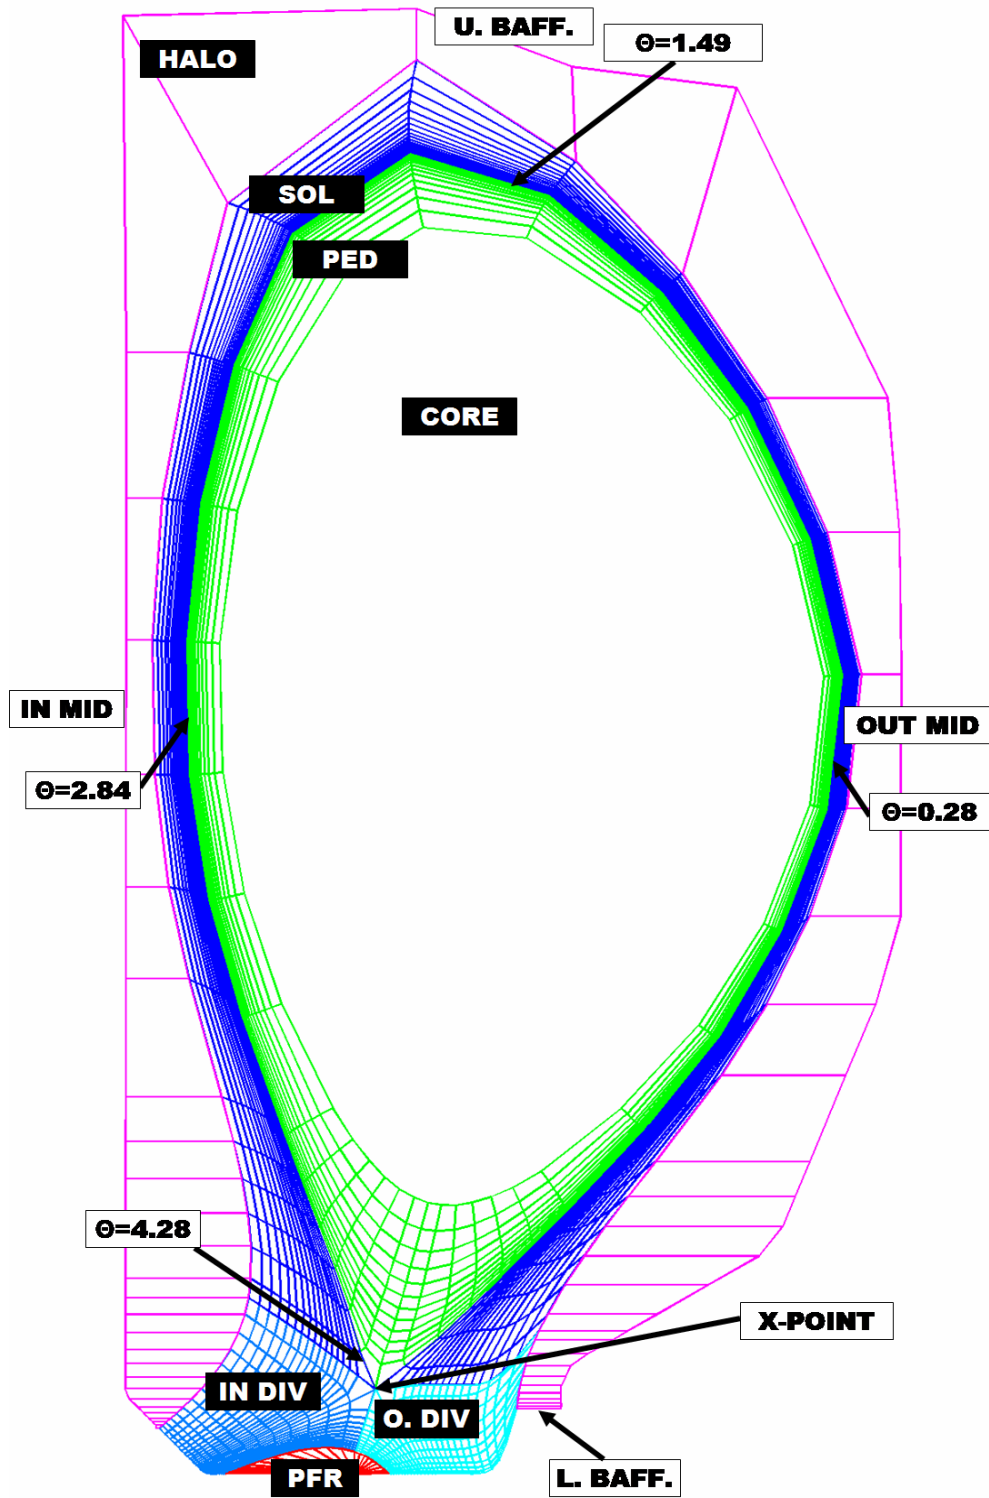 U. BAFF.
Θ=1.49
HALO
SOL
PED
CORE
IN MID
OUT MID
Θ=2.84
Θ=0.28
Θ=4.28
X-POINT
IN DIV
O. DIV
PFR
L. BAFF.